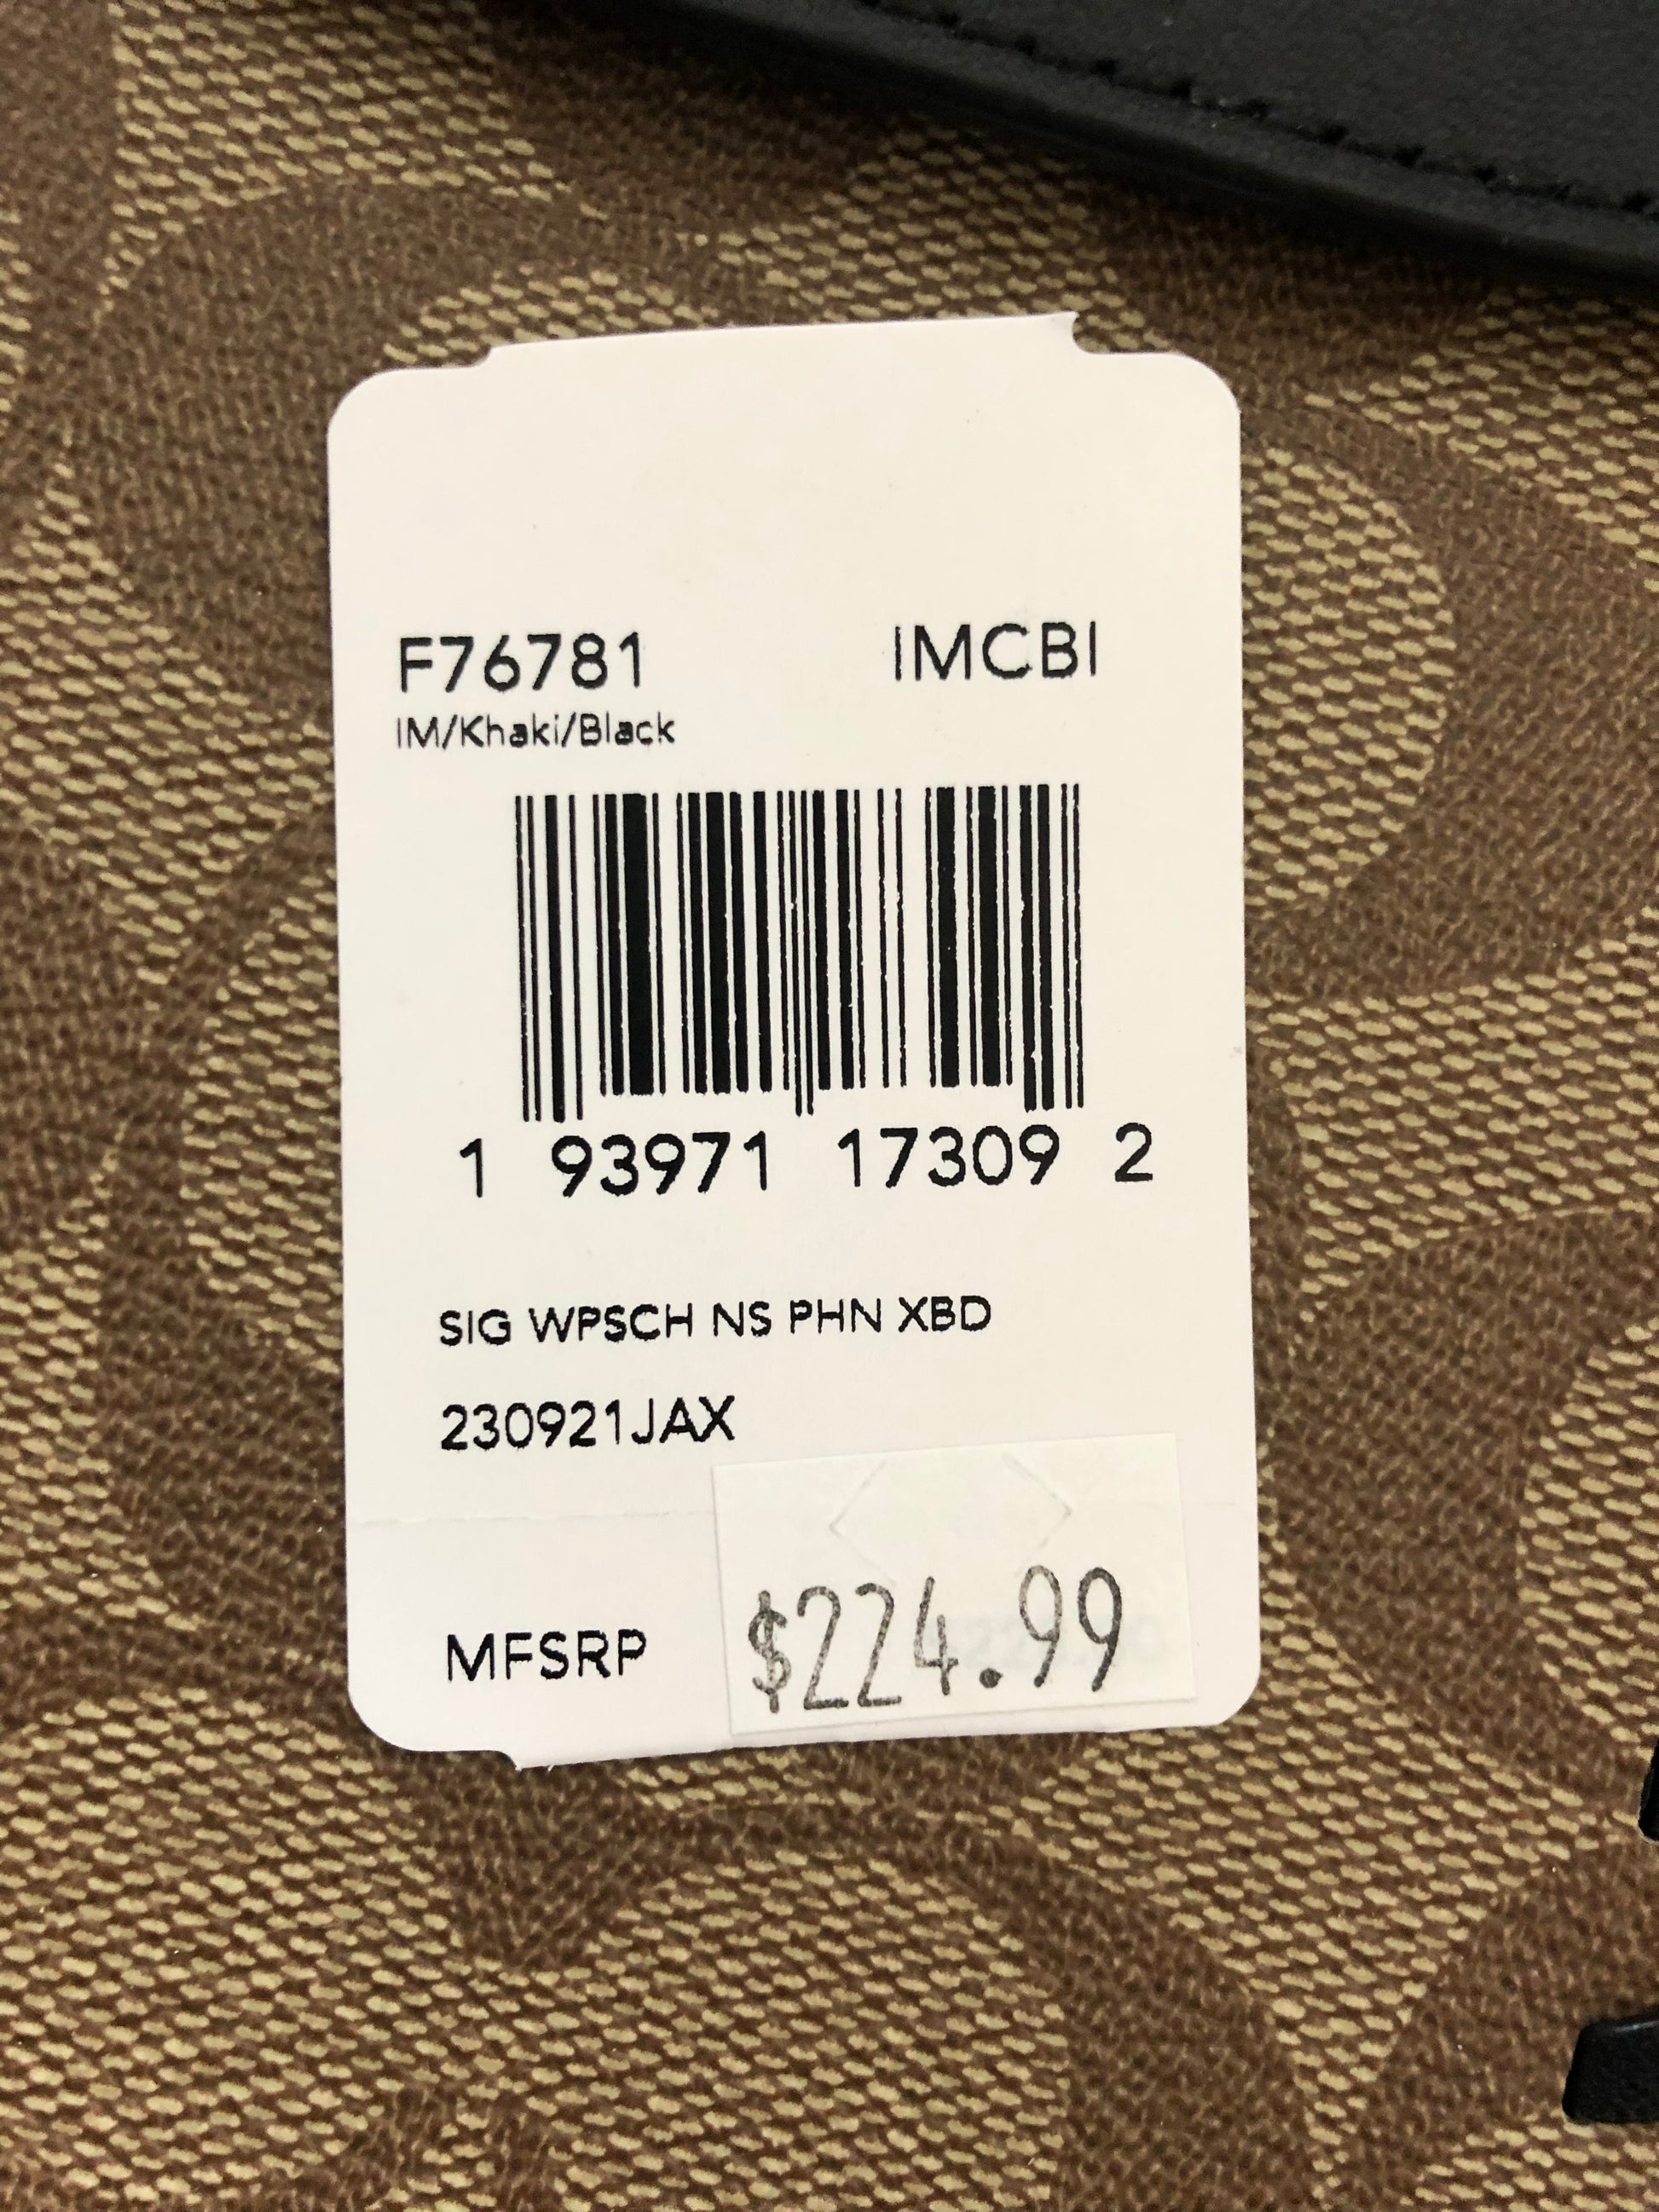 F76781 IMCBI
IM/Khaki/Black
1 93971 17309 2
SIG WPSCH NS PHN XBD
230921JAX
MFSRP $224.99